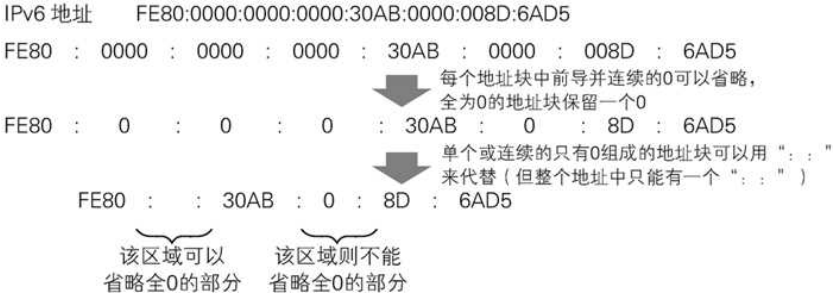 IPv6 地址 FE80:0000:0000:0000:30AB:0000:008D:6AD5
FE80 : 0000 : 0000 : 0000 : 30AB : 0000 : 008D : 6AD5
每个地址块中前导并连续的0可以省略，
全为0的地址块保留一个0
FE80 : 0 : 0 : 0 : 30AB : 0 : 8D : 6AD5
单个或连续的只有0组成的地址块可以用“：：”
来代替（但整个地址中只能有一个“：：”）
FE80 : : 30AB : 0 : 8D : 6AD5
该区域可以
省略全0的部分
该区域则不能
省略全0的部分